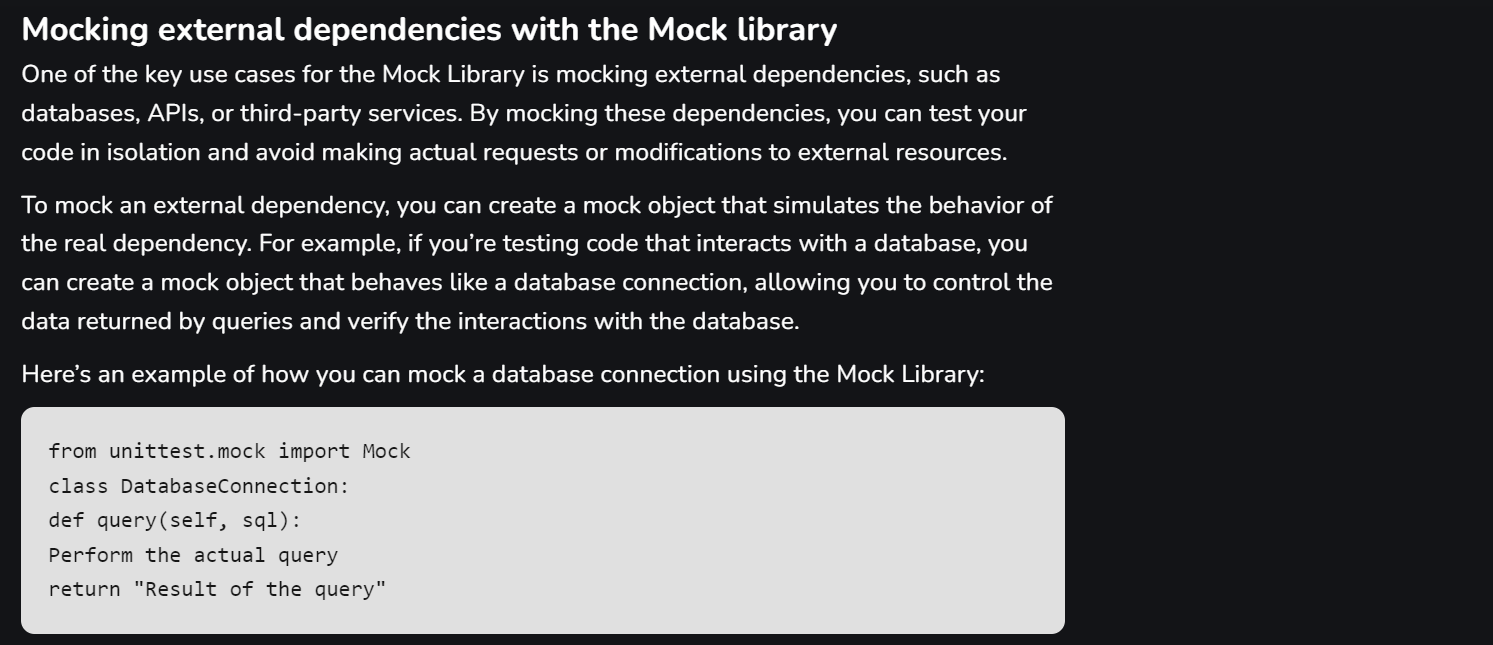 Mocking external dependencies with the Mock library
One of the key use cases for the Mock Library is mocking external dependencies, such as
databases, APIs, or third-party services. By mocking these dependencies, you can test your
code in isolation and avoid making actual requests or modifications to external resources.
To mock an external dependency, you can create a mock object that simulates the behavior of
the real dependency. For example, if you’re testing code that interacts with a database, you
can create a mock object that behaves like a database connection, allowing you to control the
data returned by queries and verify the interactions with the database.
Here’s an example of how you can mock a database connection using the Mock Library:
from unittest.mock import Mock
class DatabaseConnection:
def query(self, sql):
Perform the actual query
return "Result of the query"